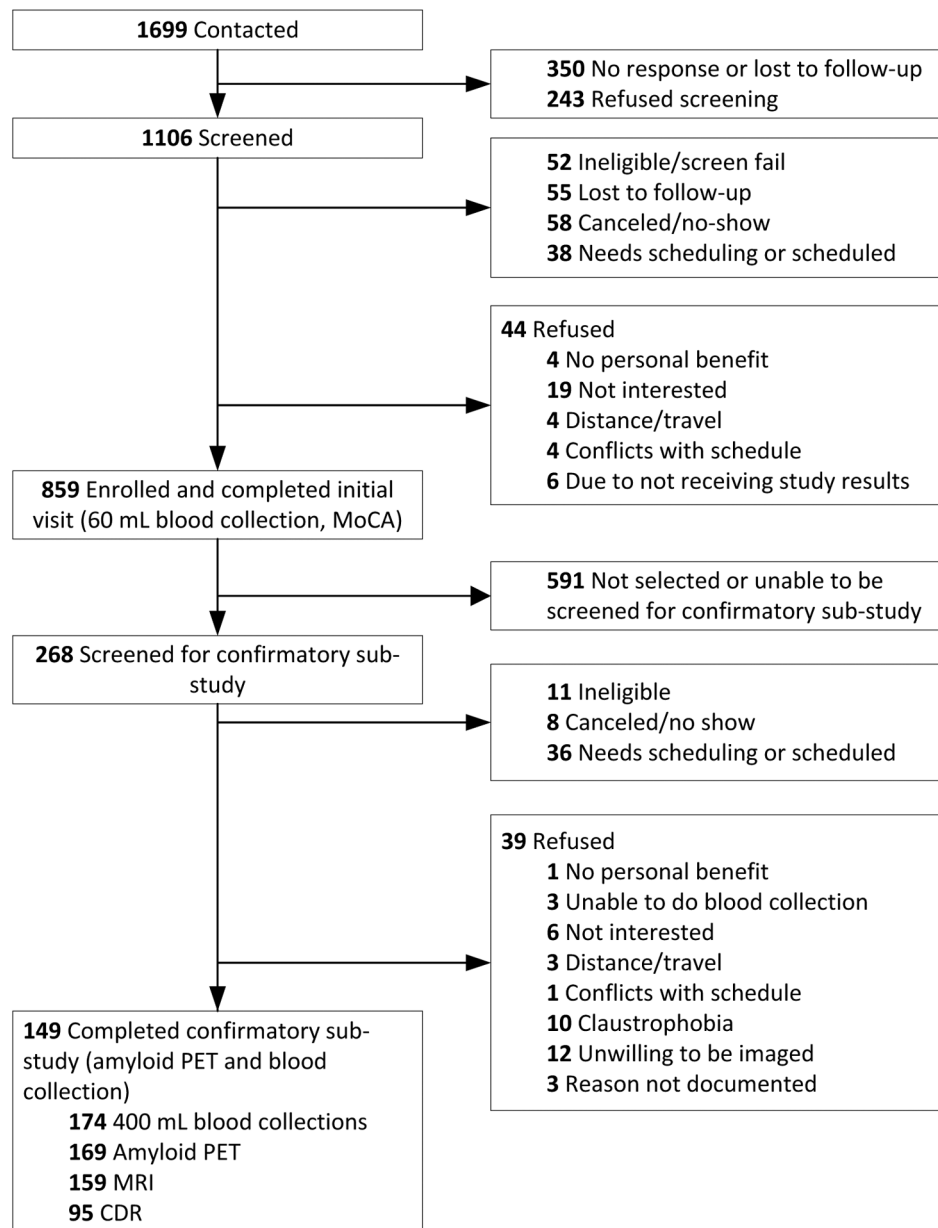 1699 Contacted
350 No response or lost to follow-up
243 Refused screening
1106 Screened
52 Ineligible/screen fail
55 Lost to follow-up
58 Canceled/no-show
38 Needs scheduling or scheduled
44 Refused
4 No personal benefit
19 Not interested
4 Distance/travel
4 Conflicts with schedule
6 Due to not receiving study results
859 Enrolled and completed initial
visit (60 mL blood collection, MoCA)
591 Not selected or unable to be
screened for confirmatory sub-study
268 Screened for confirmatory sub-
study
11 Ineligible
8 Canceled/no show
36 Needs scheduling or scheduled
39 Refused
1 No personal benefit
3 Unable to do blood collection
6 Not interested
3 Distance/travel
1 Conflicts with schedule
10 Claustrophobia
12 Unwilling to be imaged
3 Reason not documented
149 Completed confirmatory sub-
study (amyloid PET and blood
collection)
174 400 mL blood collections
169 Amyloid PET
159 MRI
95 CDR